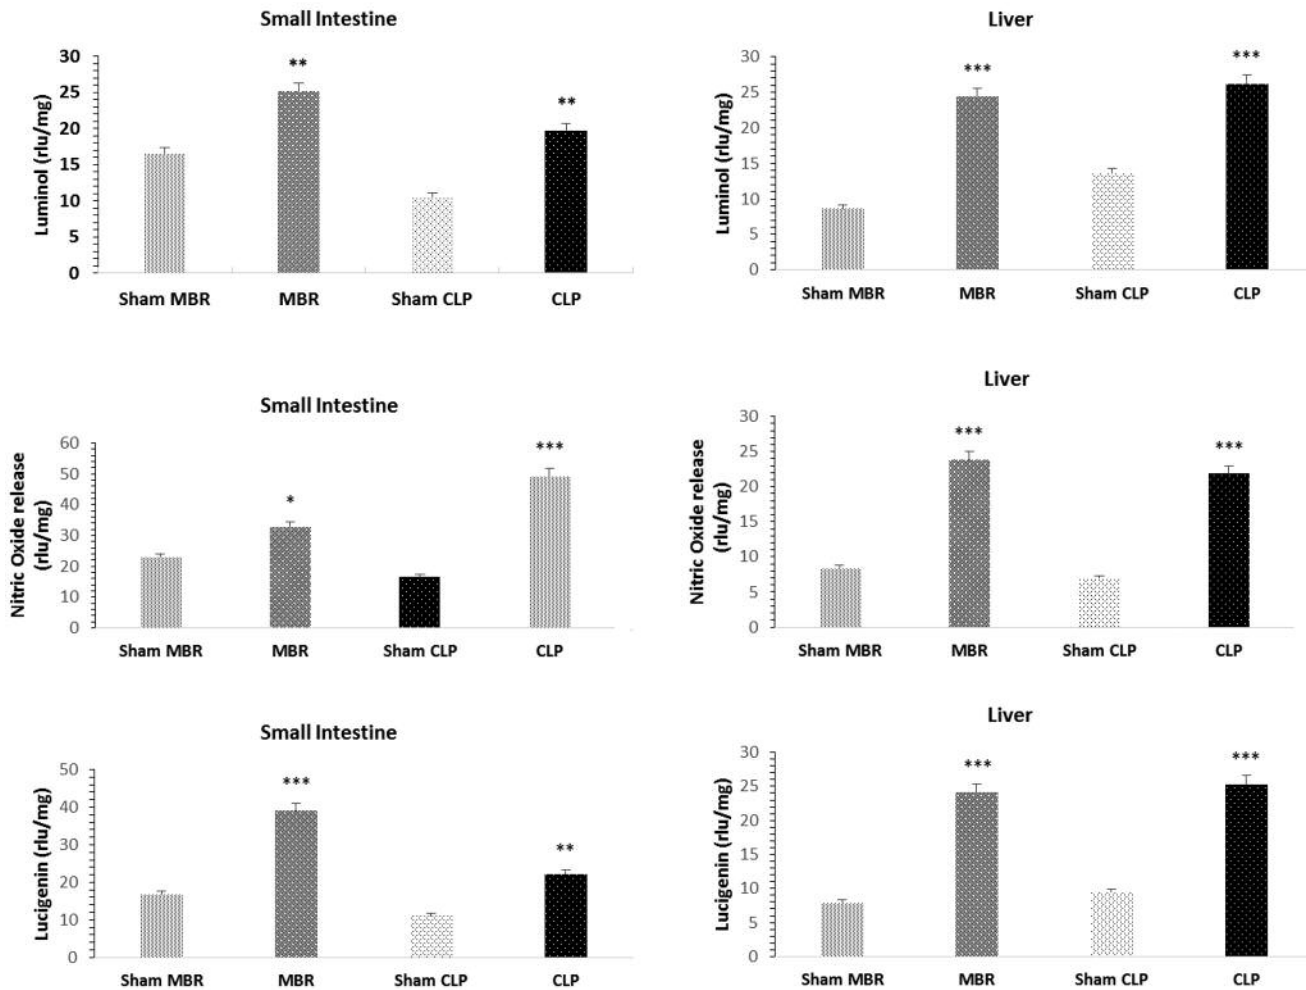 Small Intestine
Luminol (rlu/mg)
30
25
20
15
10
5
0
**
**
Sham MBR MBR Sham CLP CLP
Liver
Luminol (rlu/mg)
30
25
20
15
10
5
0
***
***
Sham MBR MBR Sham CLP CLP
Small Intestine
Nitric Oxide release
(rlu/mg)
60
50
40
30
20
10
0
*
***
Sham MBR MBR Sham CLP CLP
Liver
Nitric Oxide release
(rlu/mg)
30
25
20
15
10
5
0
***
***
Sham MBR MBR Sham CLP CLP
Small Intestine
Lucigenin (rlu/mg)
50
40
30
20
10
0
***
**
Sham MBR MBR Sham CLP CLP
Liver
Lucigenin (rlu/mg)
30
25
20
15
10
5
0
***
***
Sham MBR MBR Sham CLP CLP